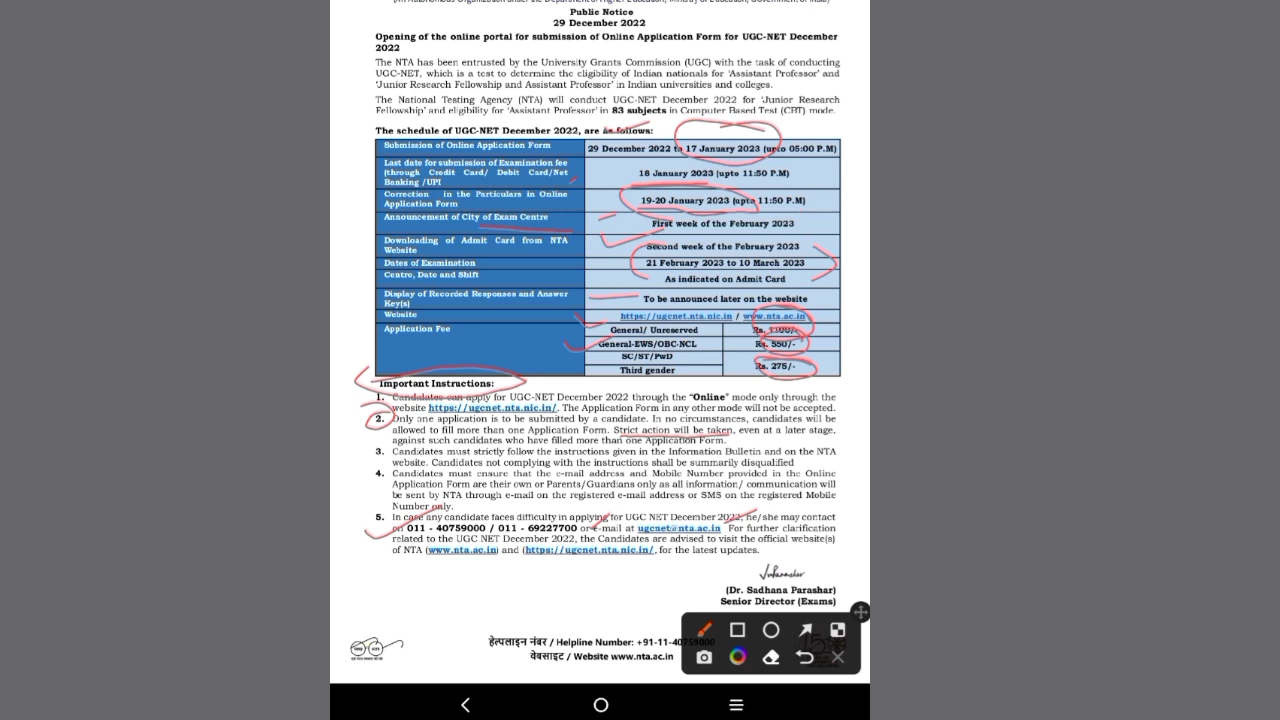 (An Autonomous Organization under the Department of Higher Education, Ministry of Education, Government of India)
Public Notice
29 December 2022
Opening of the online portal for submission of Online Application Form for UGC-NET December
2022
The NTA has been entrusted by the University Grants Commission (UGC) with the task of conducting
UGC-NET, which is a test to determine the eligibility of Indian nationals for 'Assistant Professor' and
'Junior Research Fellowship and Assistant Professor' in Indian universities and colleges.
The National Testing Agency (NTA) will conduct UGC-NET December 2022 for 'Junior Research
Fellowship' and eligibility for 'Assistant Professor' in 83 subjects in Computer Based Test (CBT) mode.
The schedule of UGC-NET December 2022, are as follows:
Submission of Online Application Form
29 December 2022 to 17 January 2023 (upto 05:00 P.M)
Last date for submission of Examination fee
(through Credit Card/ Debit Card/Net
Banking /UPI
18 January 2023 (upto 11:50 P.M)
Correction in the Particulars in Online
Application Form
19-20 January 2023 (upto 11:50 P.M)
Announcement of City of Exam Centre
First week of the February 2023
Downloading of Admit Card from NTA
Website
Second week of the February 2023
Dates of Examination
21 February 2023 to 10 March 2023
Centre, Date and Shift
As indicated on Admit Card
Display of Recorded Responses and Answer
Key(s)
To be announced later on the website
Website
https://ugcnet.nta.nic.in / www.nta.ac.in
Application Fee
General/ Unreserved
Rs. 1100/-
General-EWS/OBC-NCL
Rs. 550/-
SC/ST/PwD
Third gender
Rs. 275/-
Important Instructions:
1. Candidates can apply for UGC-NET December 2022 through the "Online" mode only through the
website https://ugcnet.nta.nic.in/. The Application Form in any other mode will not be accepted.
2. Only one application is to be submitted by a candidate. In no circumstances, candidates will be
allowed to fill more than one Application Form. Strict action will be taken, even at a later stage,
against such candidates who have filled more than one Application Form.
3. Candidates must strictly follow the instructions given in the Information Bulletin and on the NTA
website. Candidates not complying with the instructions shall be summarily disqualified
4. Candidates must ensure that the e-mail address and Mobile Number provided in the Online
Application Form are their own or Parents/Guardians only as all information/ communication will
be sent by NTA through e-mail on the registered e-mail address or SMS on the registered Mobile
Number only.
5. In case any candidate faces difficulty in applying for UGC NET December 2022, he/she may contact
on 011 - 40759000 / 011 - 69227700 or e-mail at ugcnet@nta.ac.in For further clarification
related to the UGC NET December 2022, the Candidates are advised to visit the official website(s)
of NTA (www.nta.ac.in) and (https://ugcnet.nta.nic.in/, for the latest updates.
(Dr. Sadhana Parashar)
Senior Director (Exams)
हेल्पलाइन नंबर / Helpline Number: +91-11-40759000
वेबसाइट / Website www.nta.ac.in